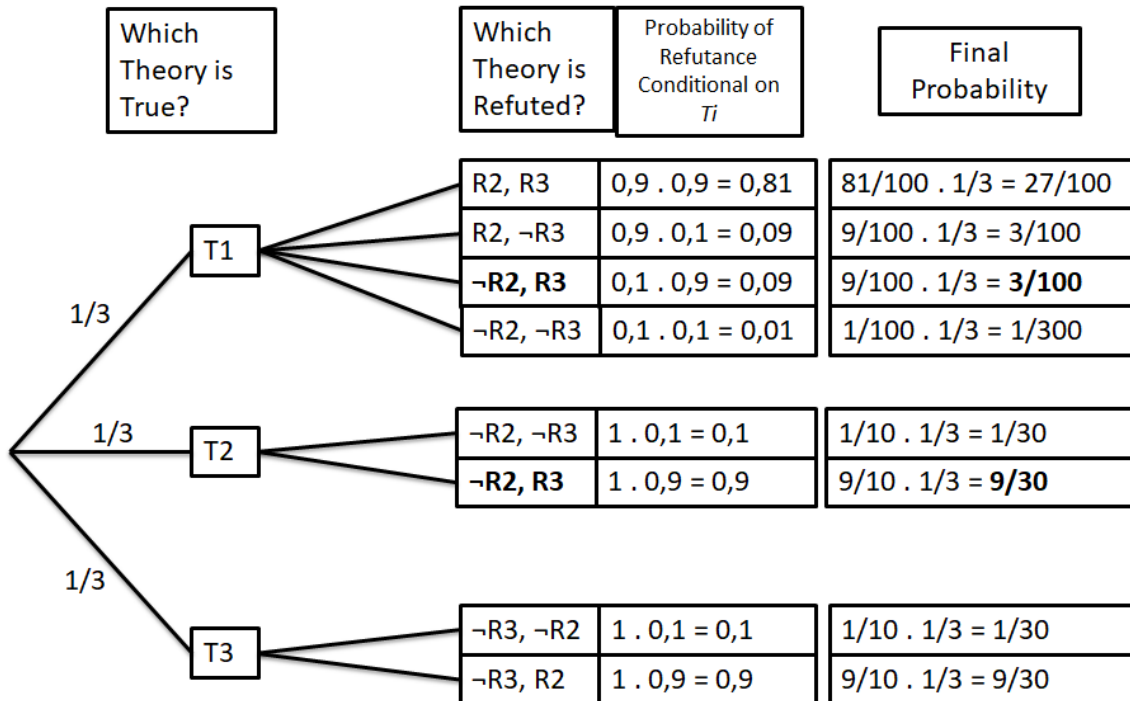 Which
Theory is
True?
Which
Theory is
Refuted?
Probability of
Refutance
Conditional on
Ti
Final
Probability
R2, R3 0,9 . 0,9 = 0,81 81/100 . 1/3 = 27/100
R2, ¬R3 0,9 . 0,1 = 0,09 9/100 . 1/3 = 3/100
T1
¬R2, R3 0,1 . 0,9 = 0,09 9/100 . 1/3 = 3/100
1/3
¬R2, ¬R3 0,1 . 0,1 = 0,01 1/100 . 1/3 = 1/300
1/3
T2
¬R2, ¬R3 1 . 0,1 = 0,1 1/10 . 1/3 = 1/30
¬R2, R3 1 . 0,9 = 0,9 9/10 . 1/3 = 9/30
1/3
T3
¬R3, ¬R2 1 . 0,1 = 0,1 1/10 . 1/3 = 1/30
¬R3, R2 1 . 0,9 = 0,9 9/10 . 1/3 = 9/30